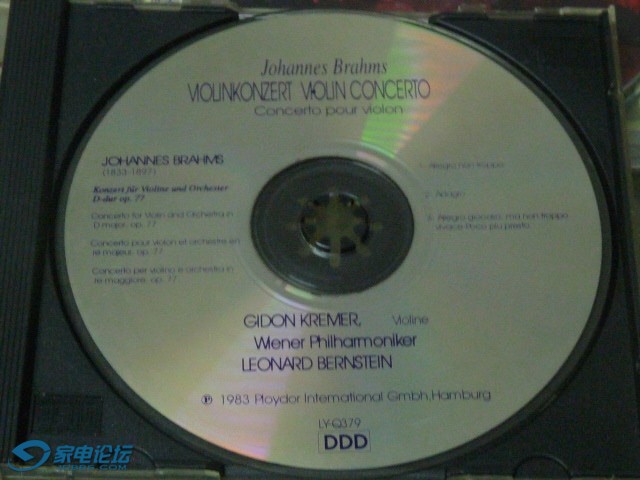 Johannes Brahms
VIOLINKONZERT VIOLIN CONCERTO
Concerto pour violon
JOHANNES BRAHMS
(1833-1897)
Konzert für Violine und Orchester
D-dur op. 77
Concerto for Violin and Orchestra in
D major, op. 77
Concerto pour violon et orchestre en
re majeur, op. 77
Concerto per violino e orchestra in
re maggiore, op. 77
1. Allegro non troppo
2. Adagio
3. Allegro giocoso, ma non troppo
vivace-Poco piu presto
GIDON KREMER, Violine
Wiener Philharmoniker
LEONARD BERNSTEIN
℗ 1983 Ploydor International Gmbh, Hamburg
LY-Q379
DDD
家电论坛